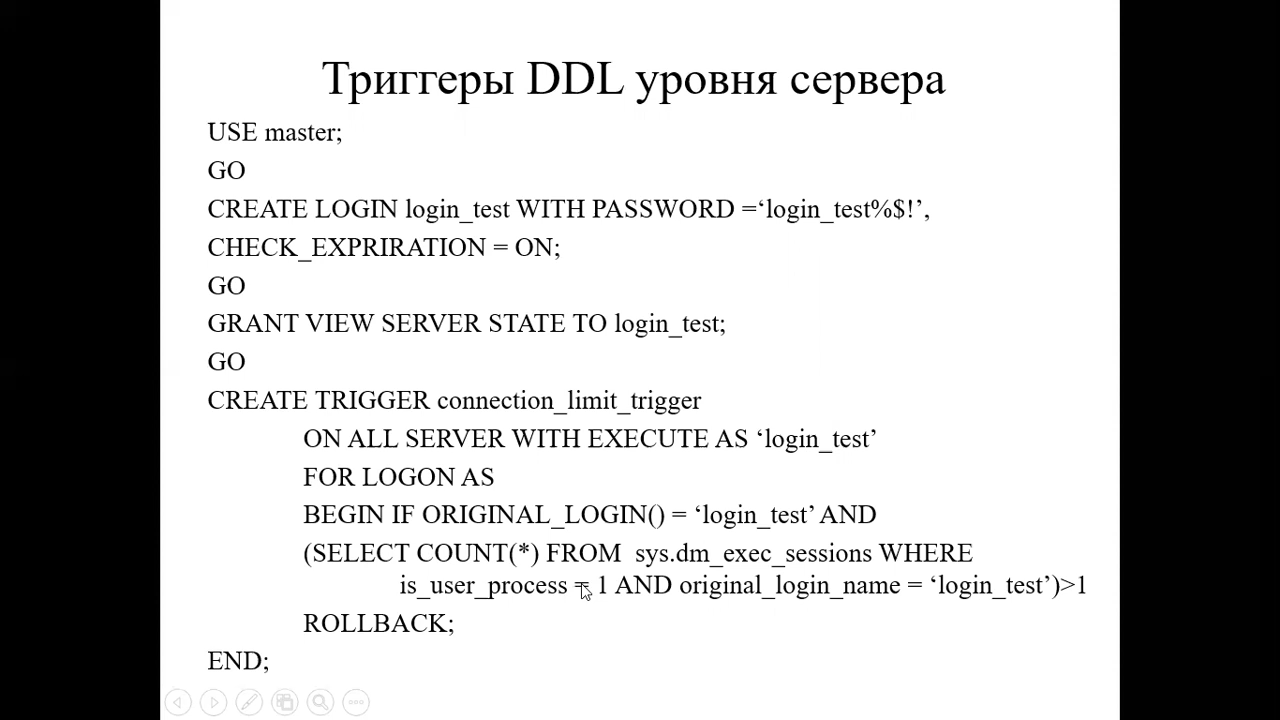 Триггеры DDL уровня сервера
USE master;
GO
CREATE LOGIN login_test WITH PASSWORD =‘login_test%$!’,
CHECK_EXPRIRATION = ON;
GO
GRANT VIEW SERVER STATE TO login_test;
GO
CREATE TRIGGER connection_limit_trigger
ON ALL SERVER WITH EXECUTE AS ‘login_test’
FOR LOGON AS
BEGIN IF ORIGINAL_LOGIN() = ‘login_test’ AND
(SELECT COUNT(*) FROM sys.dm_exec_sessions WHERE
is_user_process = 1 AND original_login_name = ‘login_test’)>1
ROLLBACK;
END;